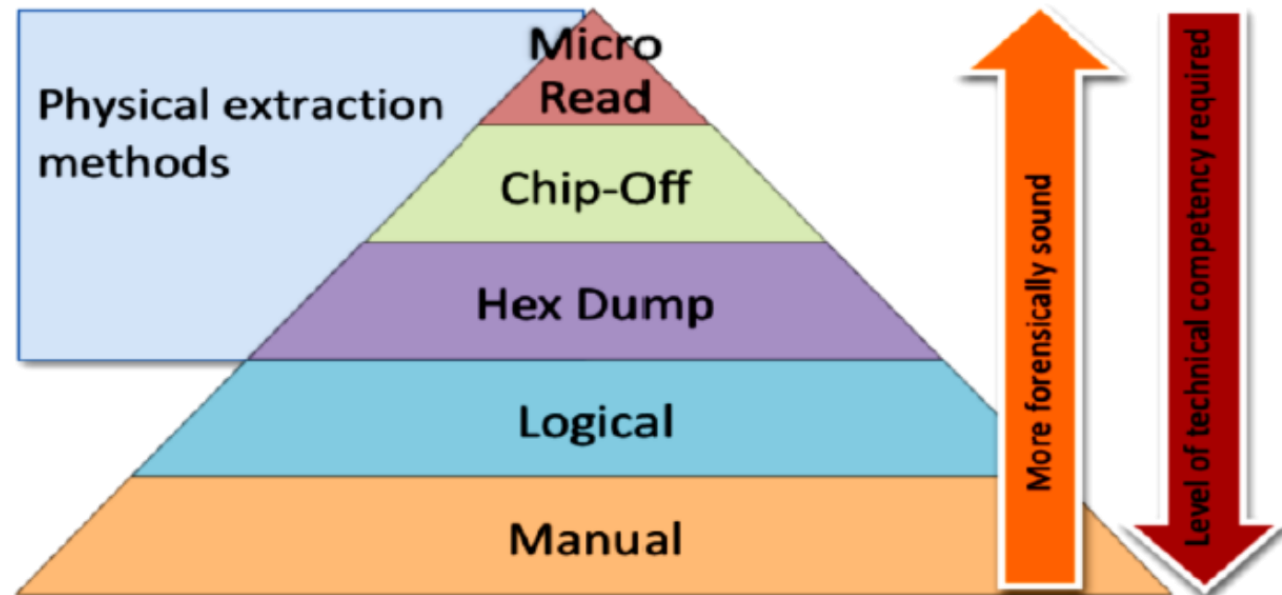 Physical extraction
methods
Micro
Read
Chip-Off
Hex Dump
Logical
Manual
More forensically sound
Level of technical competency required